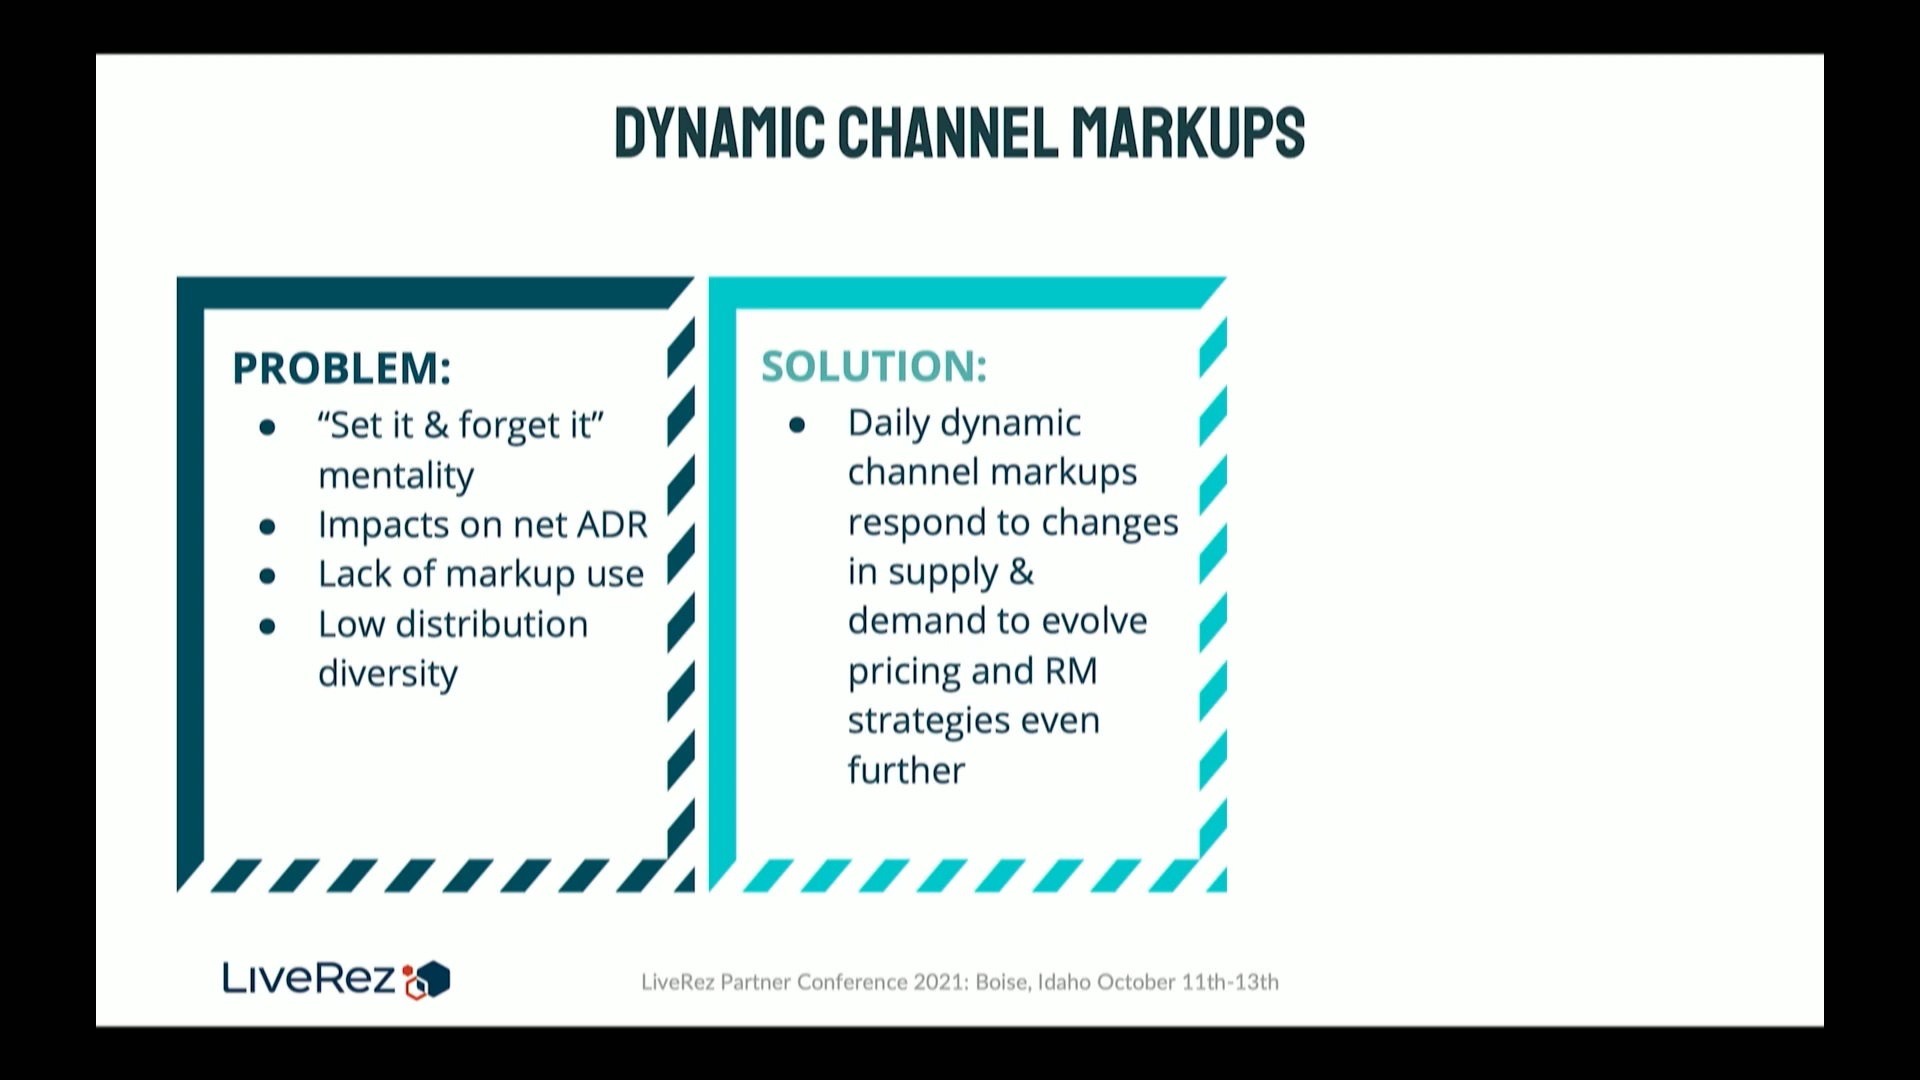 DYNAMIC CHANNEL MARKUPS
PROBLEM:
● “Set it & forget it”
mentality
● Impacts on net ADR
● Lack of markup use
● Low distribution
diversity
SOLUTION:
● Daily dynamic
channel markups
respond to changes
in supply &
demand to evolve
pricing and RM
strategies even
further
LiveRez
LiveRez Partner Conference 2021: Boise, Idaho October 11th-13th